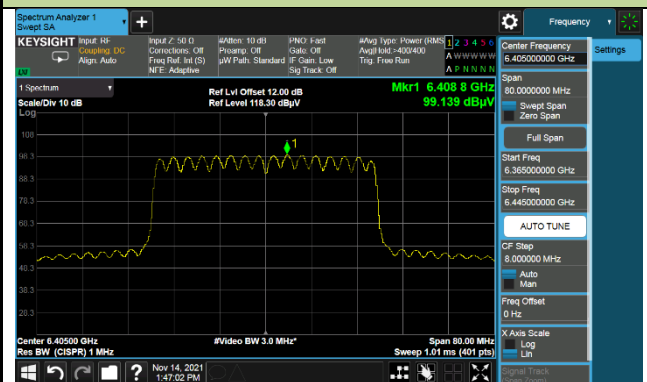 Spectrum Analyzer 1
Swept SA
+
Frequency
KEYSIGHT
Input: RF
Coupling: DC
Align: Auto
Input Z: 50 Ω
Corrections: Off
Freq Ref: Int (S)
NFE: Adaptive
#Atten: 10 dB
Preamp: Off
µW Path: Standard
PNO: Fast
Gate: Off
IF Gain: Low
Sig Track: Off
#Avg Type: Power (RMS
Avg|Hold:>400/400
Trig: Free Run
1 2 3 4 5 6
A W W W W W
A P N N N N
LXI
1 Spectrum
Scale/Div 10 dB
Log
Ref Lvl Offset 12.00 dB
Ref Level 118.30 dBµV
Mkr1 6.408 8 GHz
99.139 dBµV
1
108
98.3
88.3
78.3
68.3
58.3
48.3
38.3
28.3
Center 6.40500 GHz
Res BW (CISPR) 1 MHz
#Video BW 3.0 MHz*
Span 80.00 MHz
Sweep 1.01 ms (401 pts)
Center Frequency
6.405000000 GHz
Settings
Span
80.0000000 MHz
Swept Span
Zero Span
Full Span
Start Freq
6.365000000 GHz
Stop Freq
6.445000000 GHz
AUTO TUNE
CF Step
8.000000 MHz
Auto
Man
Freq Offset
0 Hz
X Axis Scale
Log
Lin
Signal Track
(Span Zoom)
?
Nov 14, 2021
1:47:02 PM